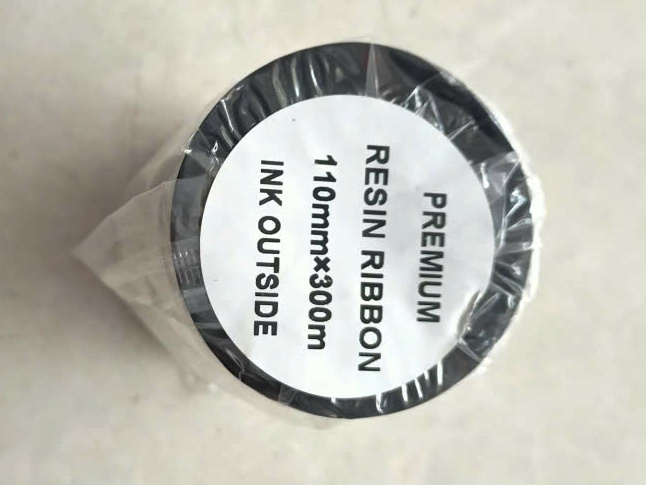 PREMIUM
RESIN RIBBON
110mm×300m
INK OUTSIDE